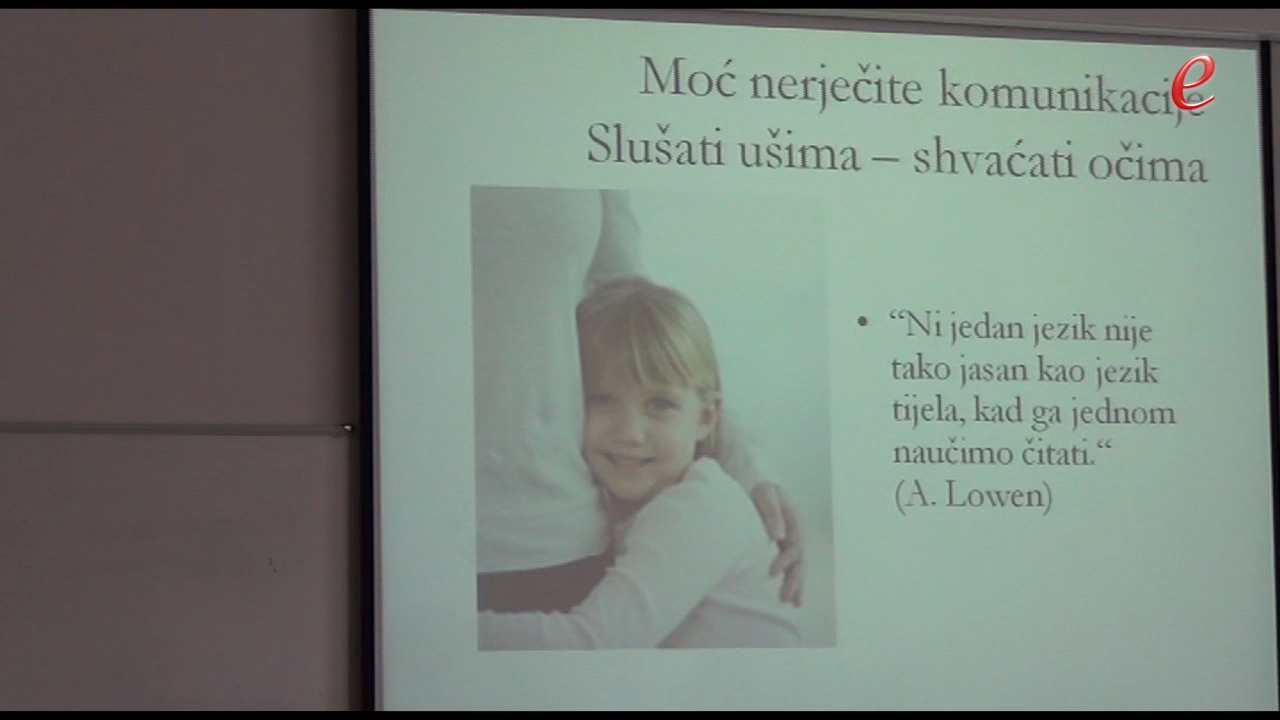 Moć nerječite komunikacije
Slušati ušima – shvaćati očima
• “Ni jedan jezik nije
tako jasan kao jezik
tijela, kad ga jednom
naučimo čitati.“
(A. Lowen)
e